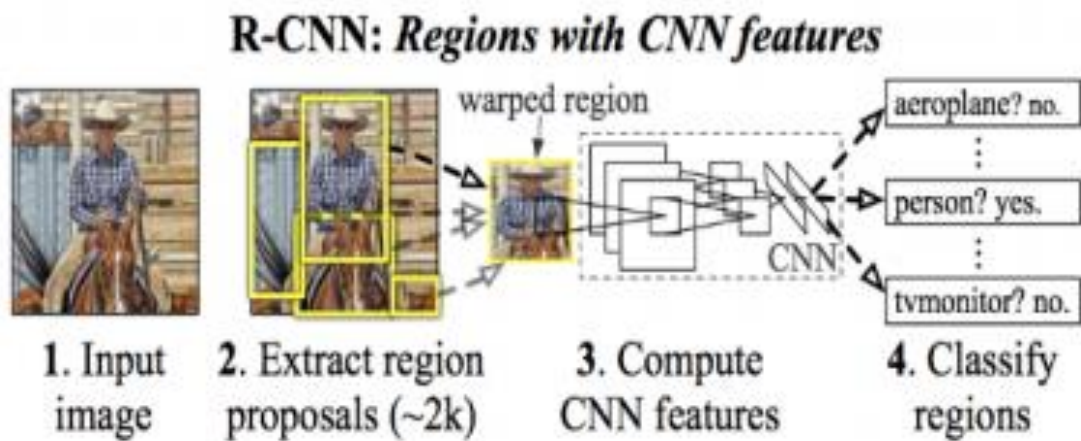 R-CNN: Regions with CNN features
warped region
aeroplane? no.
person? yes.
tvmonitor? no.
CNN
1. Input
image
2. Extract region
proposals (~2k)
3. Compute
CNN features
4. Classify
regions